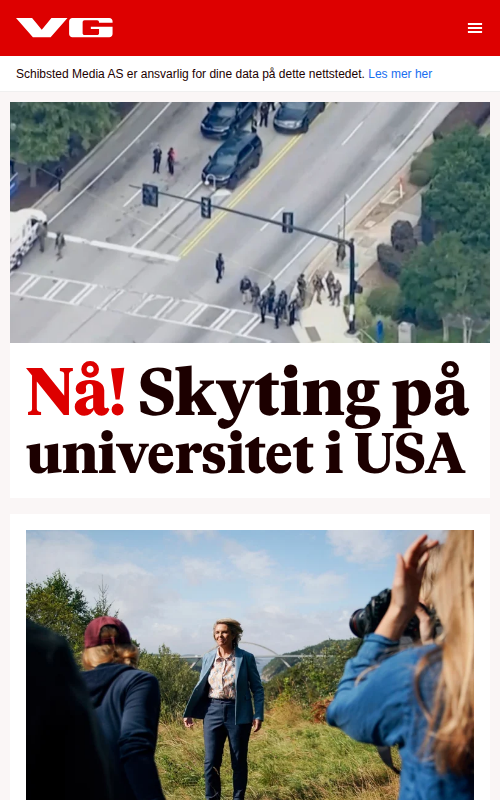 VG
Schibsted Media AS er ansvarlig for dine data på dette nettstedet. Les mer her
Nå! Skyting på
universitet i USA